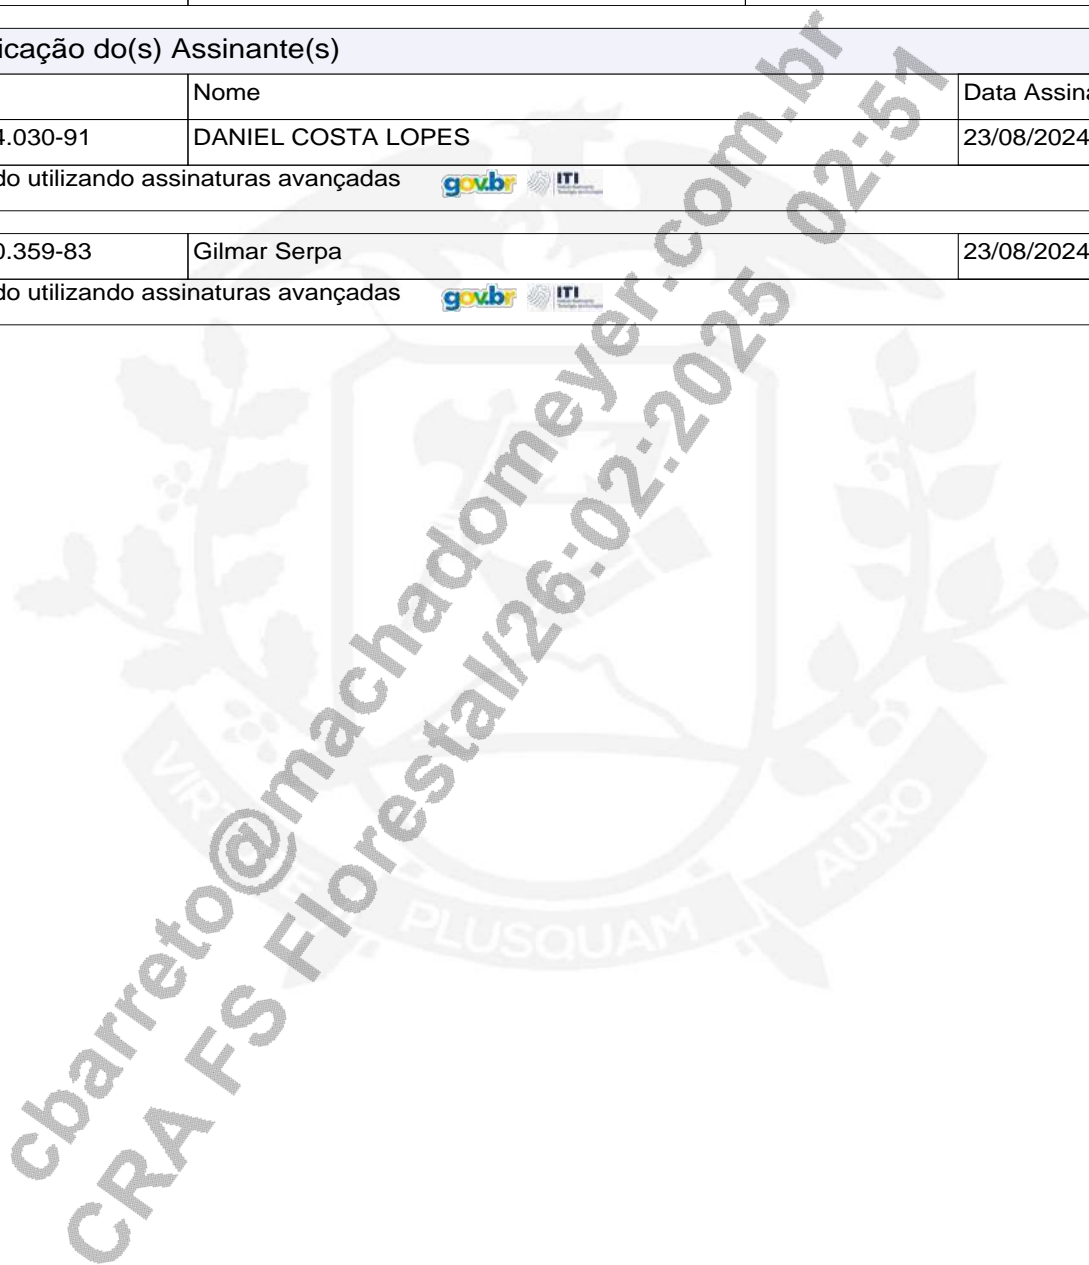 icação do(s) Assinante(s)
Nome
Data Assina
4.030-91
DANIEL COSTA LOPES
23/08/2024
do utilizando assinaturas avançadas
gov.br
ITI
0.359-83
Gilmar Serpa
23/08/2024
do utilizando assinaturas avançadas
gov.br
ITI
cbarreto@machadomeyer.com.br
CRA FS Florestal/26:02:2025 02:51
PLUSQUAM
AURO